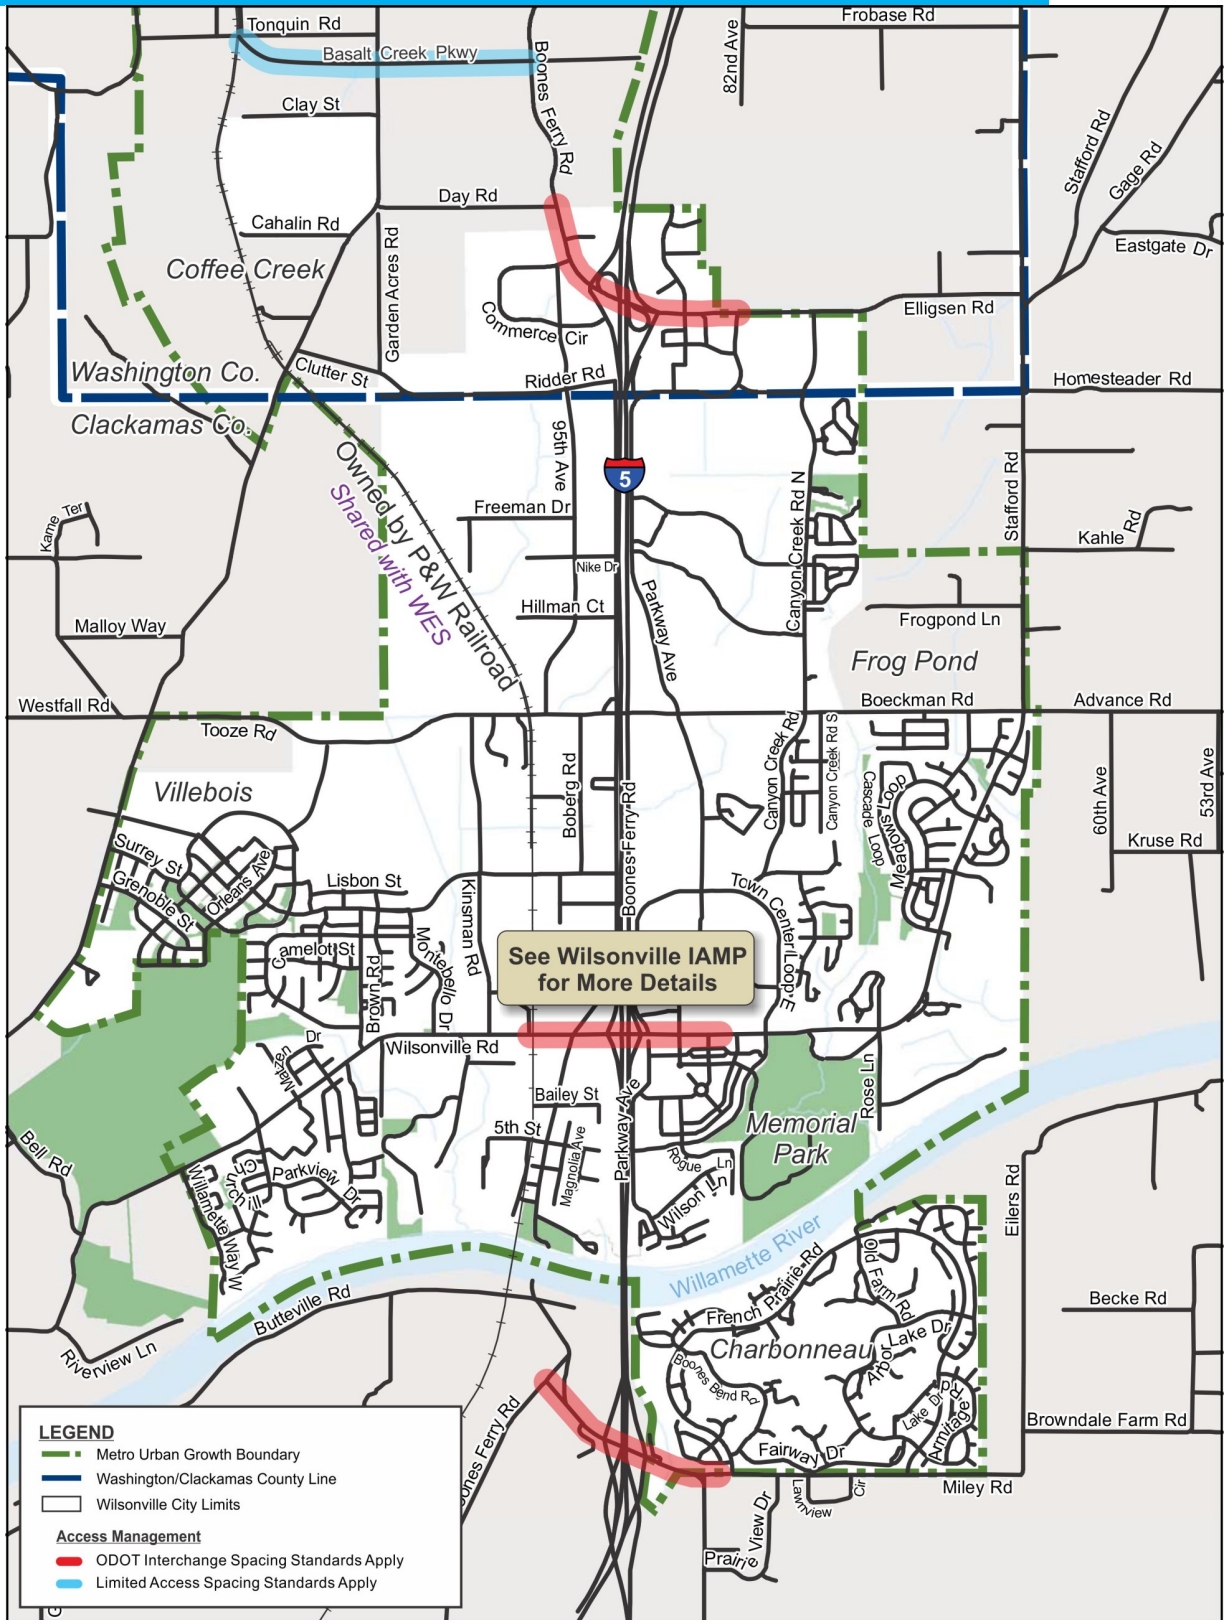 Tonquin Rd
Frobase Rd
82nd Ave
Basalt Creek Pkwy
Boones Ferry Rd
Clay St
Stafford Rd
Gage Rd
Day Rd
Cahalin Rd
Eastgate Dr
Garden Acres Rd
Coffee Creek
Elligsen Rd
Commerce Cir
Washington Co.
Clutter St
Ridder Rd
Homesteader Rd
Clackamas Co.
95th Ave
5
Owned by P&W Railroad
Shared with WES
Stafford Rd
Canyon Creek Rd N
Freeman Dr
Kame Ter
Kahle Rd
Nike Dr
Parkway Ave
Hillman Ct
Frogpond Ln
Malloy Way
Frog Pond
Westfall Rd
Boeckman Rd
Advance Rd
Tooze Rd
Canyon Creek Rd
Canyon Creek Rd S
Villebois
Boberg Rd
Boones Ferry Rd
Cascade Loop
Meadows Loop
60th Ave
53rd Ave
Kruse Rd
Surrey St
Orleans Ave
Grenoble St
Lisbon St
Kinsman Rd
Town Center Loop E
Camelot St
Montebello Dr
Brown Rd
See Wilsonville IAMP
for More Details
Wilsonville Rd
Rose Ln
Bailey St
Parkway Ave
5th St
Magnolia Ave
Memorial
Park
Bell Rd
Rogue Ln
Wilson Ln
Churchill
Parkview Dr
Willamette Way W
Eilers Rd
Willamette River
Old Farm Rd
French Prairie Rd
Butteville Rd
Becke Rd
Riverview Ln
Charbonneau
Arbor Lake Dr
Boones Bend Rd
Lake Dr
Armitage Rd
Browndale Farm Rd
Fairway Dr
Miley Rd
Lawnview Cir
Prairie View Dr
ones Ferry Rd
LEGEND
Metro Urban Growth Boundary
Washington/Clackamas County Line
Wilsonville City Limits
Access Management
ODOT Interchange Spacing Standards Apply
Limited Access Spacing Standards Apply